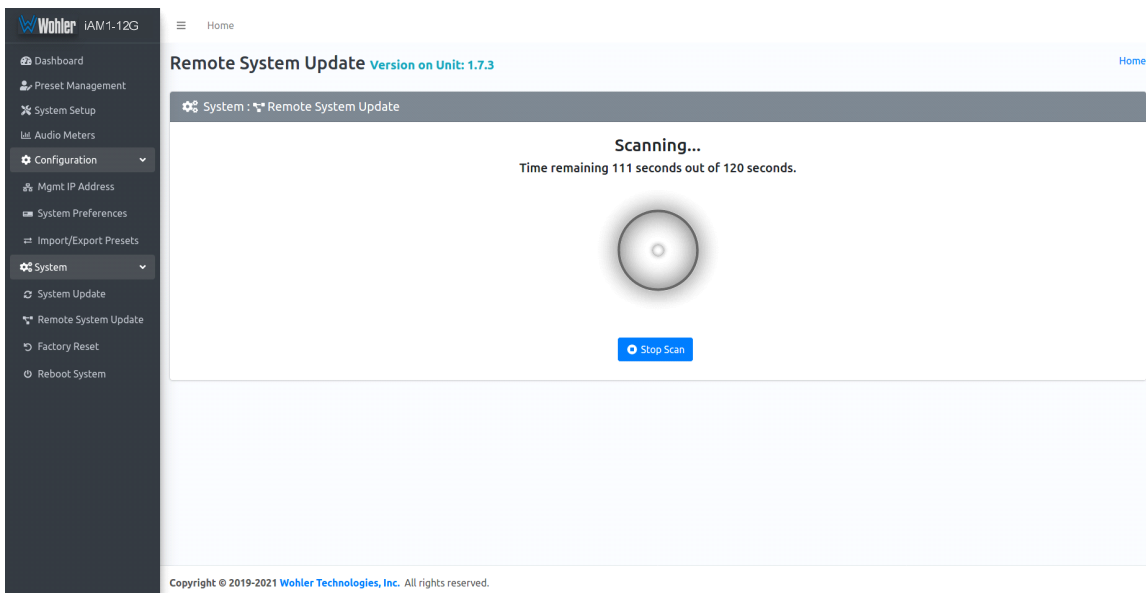 Wohler iAM1-12G
Home
Dashboard
Preset Management
System Setup
Audio Meters
Configuration
Mgmt IP Address
System Preferences
Import/Export Presets
System
System Update
Remote System Update
Factory Reset
Reboot System
Remote System Update Version on Unit: 1.7.3
Home
System : Remote System Update
Scanning...
Time remaining 111 seconds out of 120 seconds.
Stop Scan
Copyright © 2019-2021 Wohler Technologies, Inc. All rights reserved.